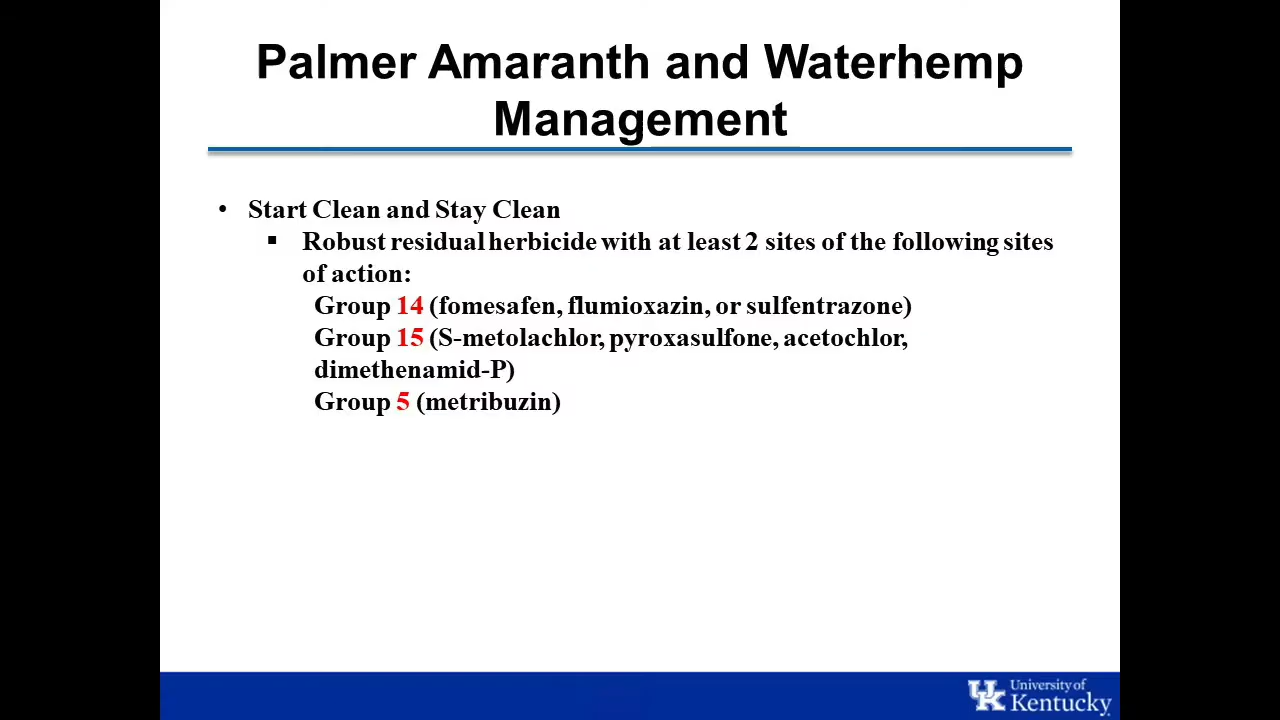 Palmer Amaranth and Waterhemp
Management
• Start Clean and Stay Clean
▪ Robust residual herbicide with at least 2 sites of the following sites
of action:
Group 14 (fomesafen, flumioxazin, or sulfentrazone)
Group 15 (S-metolachlor, pyroxasulfone, acetochlor,
dimethenamid-P)
Group 5 (metribuzin)
UK University of
Kentucky